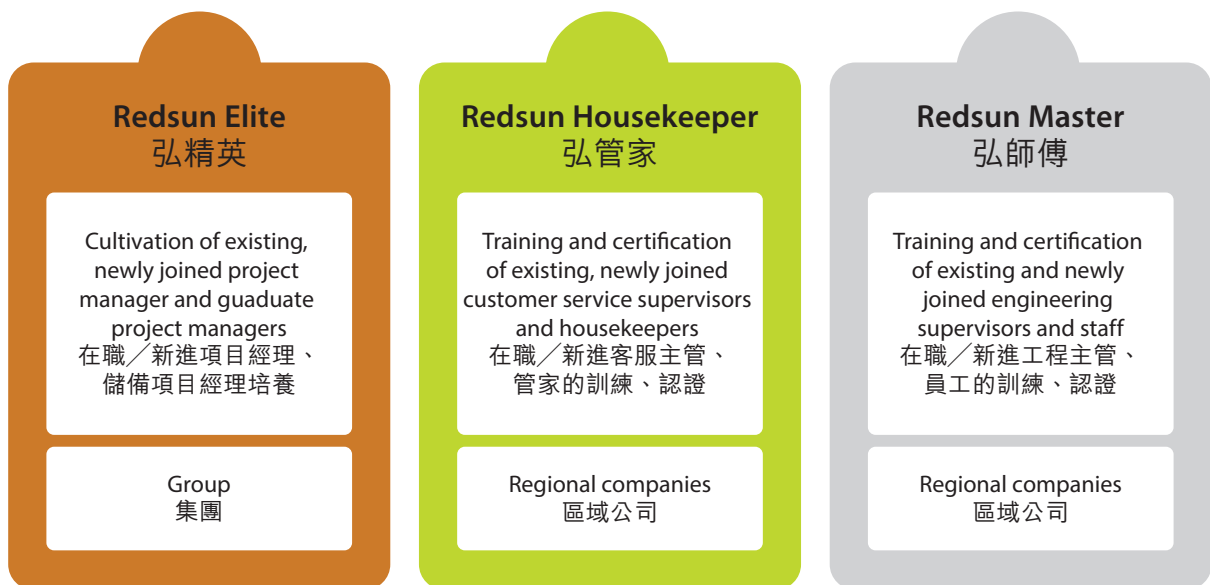 Redsun Elite
弘精英
Cultivation of existing,
newly joined project
manager and guaduate
project managers
在職╱新進項目經理、
儲備項目經理培養
Group
集團
Redsun Housekeeper
弘管家
Training and certification
of existing, newly joined
customer service supervisors
and housekeepers
在職╱新進客服主管、
管家的訓練、認證
Regional companies
區域公司
Redsun Master
弘師傅
Training and certification
of existing and newly
joined engineering
supervisors and staff
在職╱新進工程主管、
員工的訓練、認證
Regional companies
區域公司